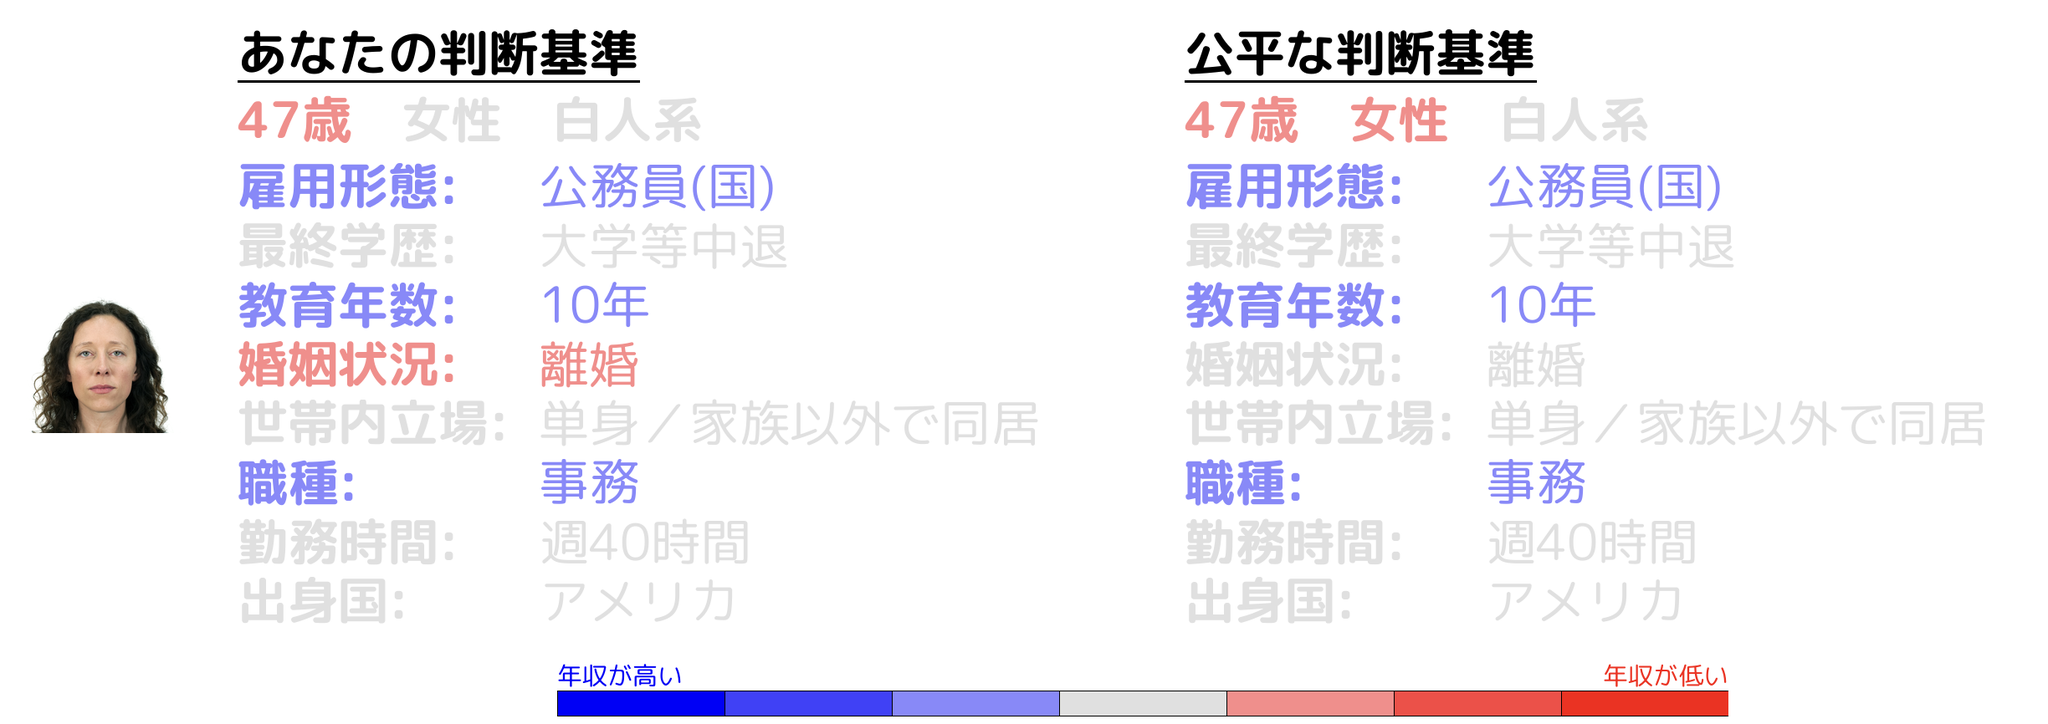 あなたの判断基準
47歳 女性 白人系
雇用形態: 公務員(国)
最終学歴: 大学等中退
教育年数: 10年
婚姻状況: 離婚
世帯内立場: 単身／家族以外で同居
職種: 事務
勤務時間: 週40時間
出身国: アメリカ
公平な判断基準
47歳 女性 白人系
雇用形態: 公務員(国)
最終学歴: 大学等中退
教育年数: 10年
婚姻状況: 離婚
世帯内立場: 単身／家族以外で同居
職種: 事務
勤務時間: 週40時間
出身国: アメリカ
年収が高い
年収が低い